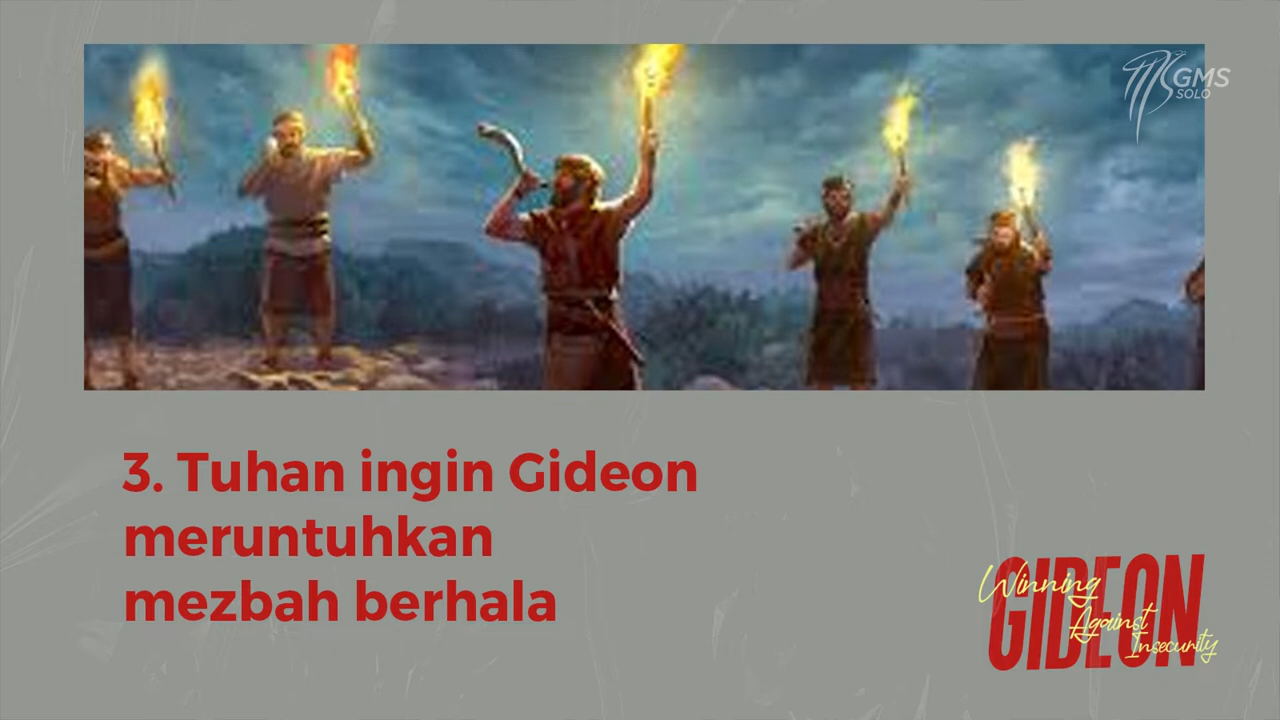 GMS
SOLO
3. Tuhan ingin Gideon
meruntuhkan
mezbah berhala
GIDEON
Winning
Against
Insecurity